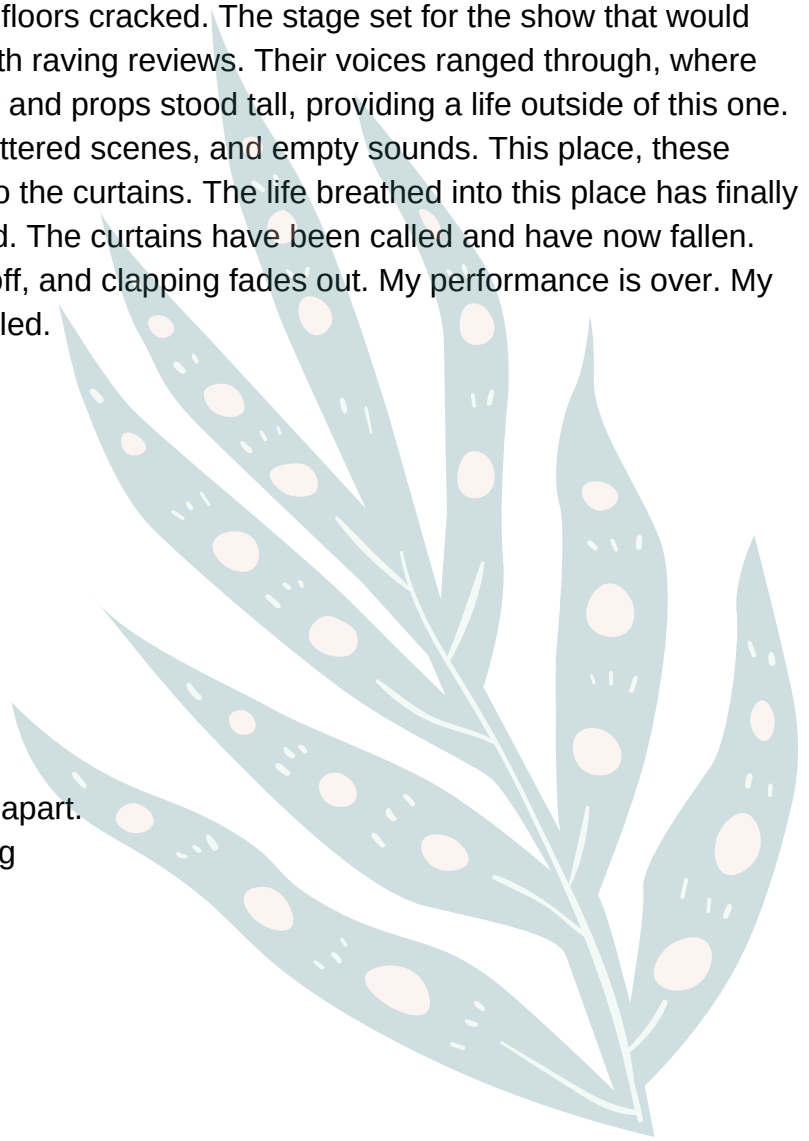 floors cracked. The stage set for the show that would
th raving reviews. Their voices ranged through, where
and props stood tall, providing a life outside of this one.
ttered scenes, and empty sounds. This place, these
o the curtains. The life breathed into this place has finally
d. The curtains have been called and have now fallen.
off, and clapping fades out. My performance is over. My
led.
apart.
g